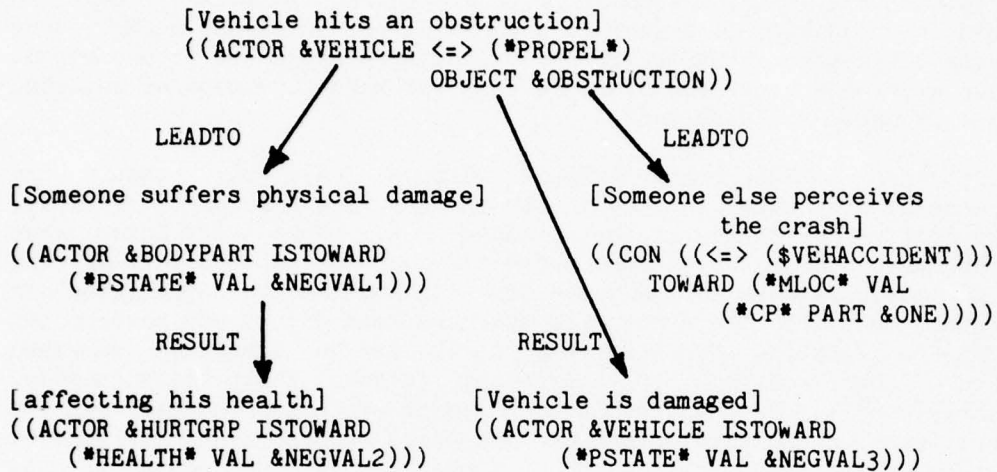 [Vehicle hits an obstruction]
((ACTOR &VEHICLE <=> (*PROPEL*)
OBJECT &OBSTRUCTION))
LEADTO
LEADTO
[Someone suffers physical damage]
((ACTOR &BODYPART ISTOWARD
(*PSTATE* VAL &NEGVAL1)))
[Someone else perceives
the crash]
((CON ((<=> ($VEHACCIDENT)))
TOWARD (*MLOC* VAL
(*CP* PART &ONE))))
RESULT
RESULT
[affecting his health]
((ACTOR &HURTGRP ISTOWARD
(*HEALTH* VAL &NEGVAL2)))
[Vehicle is damaged]
((ACTOR &VEHICLE ISTOWARD
(*PSTATE* VAL &NEGVAL3)))